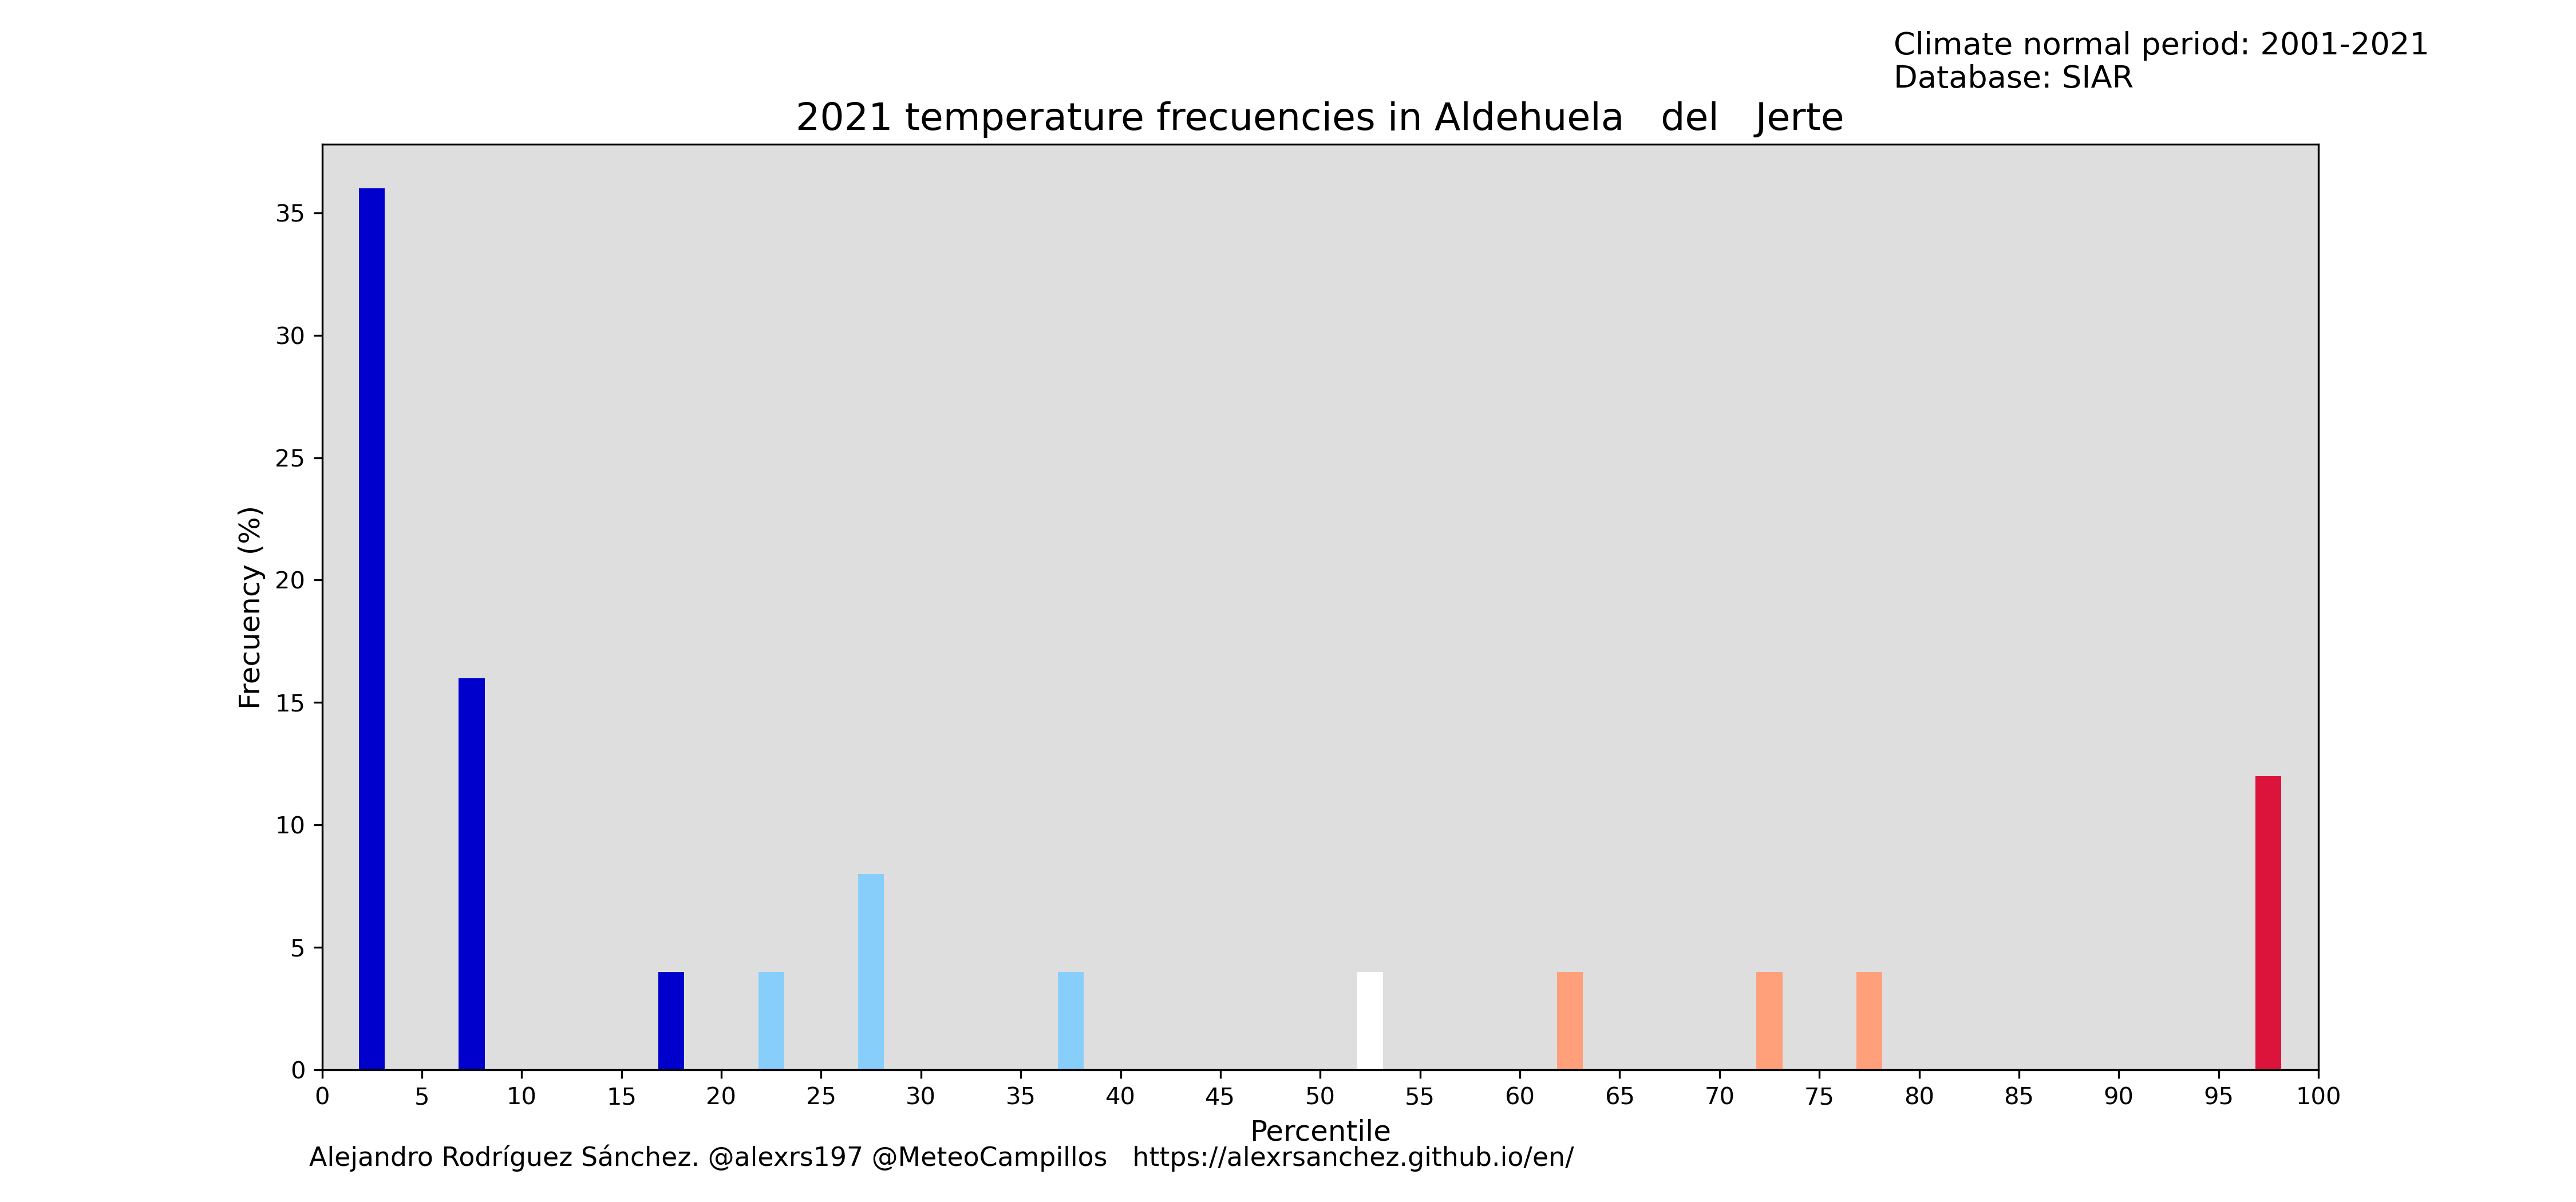 Climate normal period: 2001-2021
Database: SIAR
2021 temperature frecuencies in Aldehuela   del   Jerte
35
30
25
20
15
10
5
0
Frecuency (%)
0 5 10 15 20 25 30 35 40 45 50 55 60 65 70 75 80 85 90 95 100
Percentile
Alejandro Rodríguez Sánchez. @alexrs197 @MeteoCampillos   https://alexrsanchez.github.io/en/